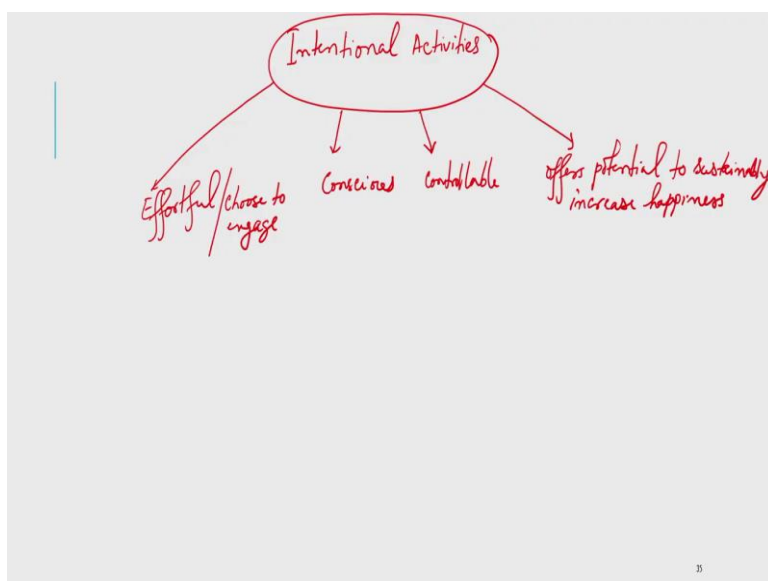 Intentional Activities
Effortful/choose to
engage
Conscious
Controllable
offers potential to sustainably
increase happiness
35